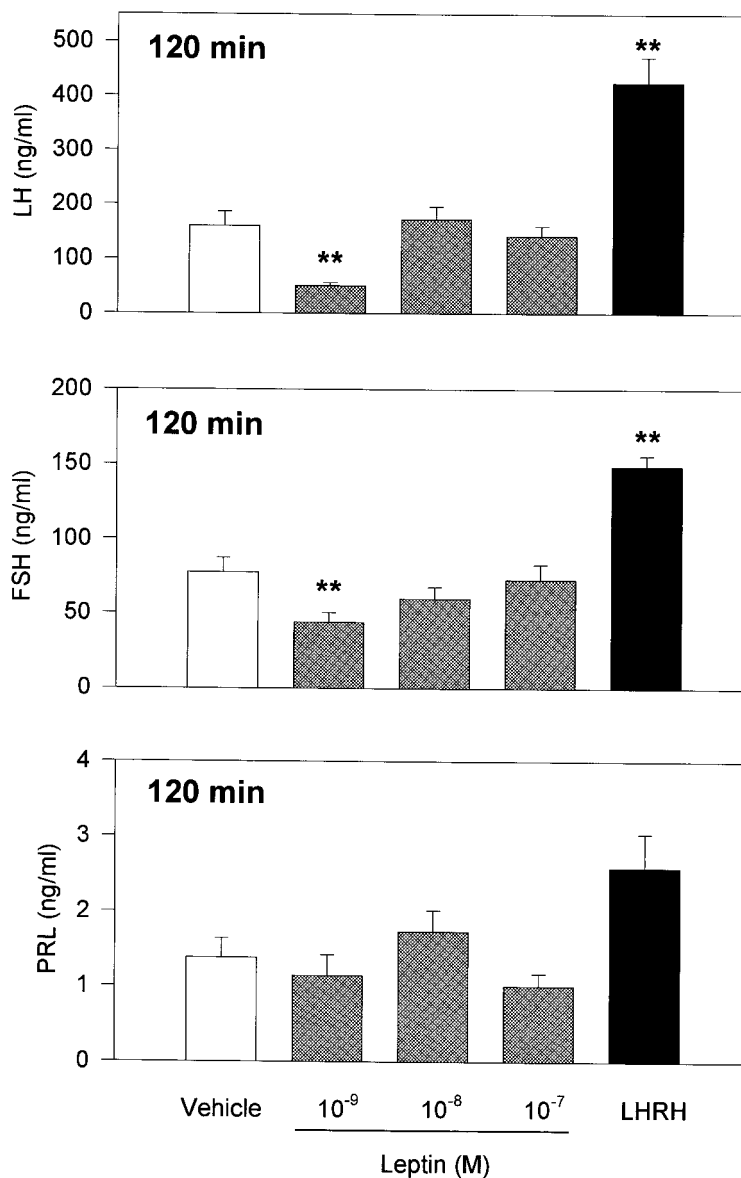 120 min
**
**
LH (ng/ml)
500
400
300
200
100
0
120 min
**
**
FSH (ng/ml)
200
150
100
50
0
120 min
PRL (ng/ml)
4
3
2
1
0
Vehicle 10⁻⁹ 10⁻⁸ 10⁻⁷ LHRH
Leptin (M)